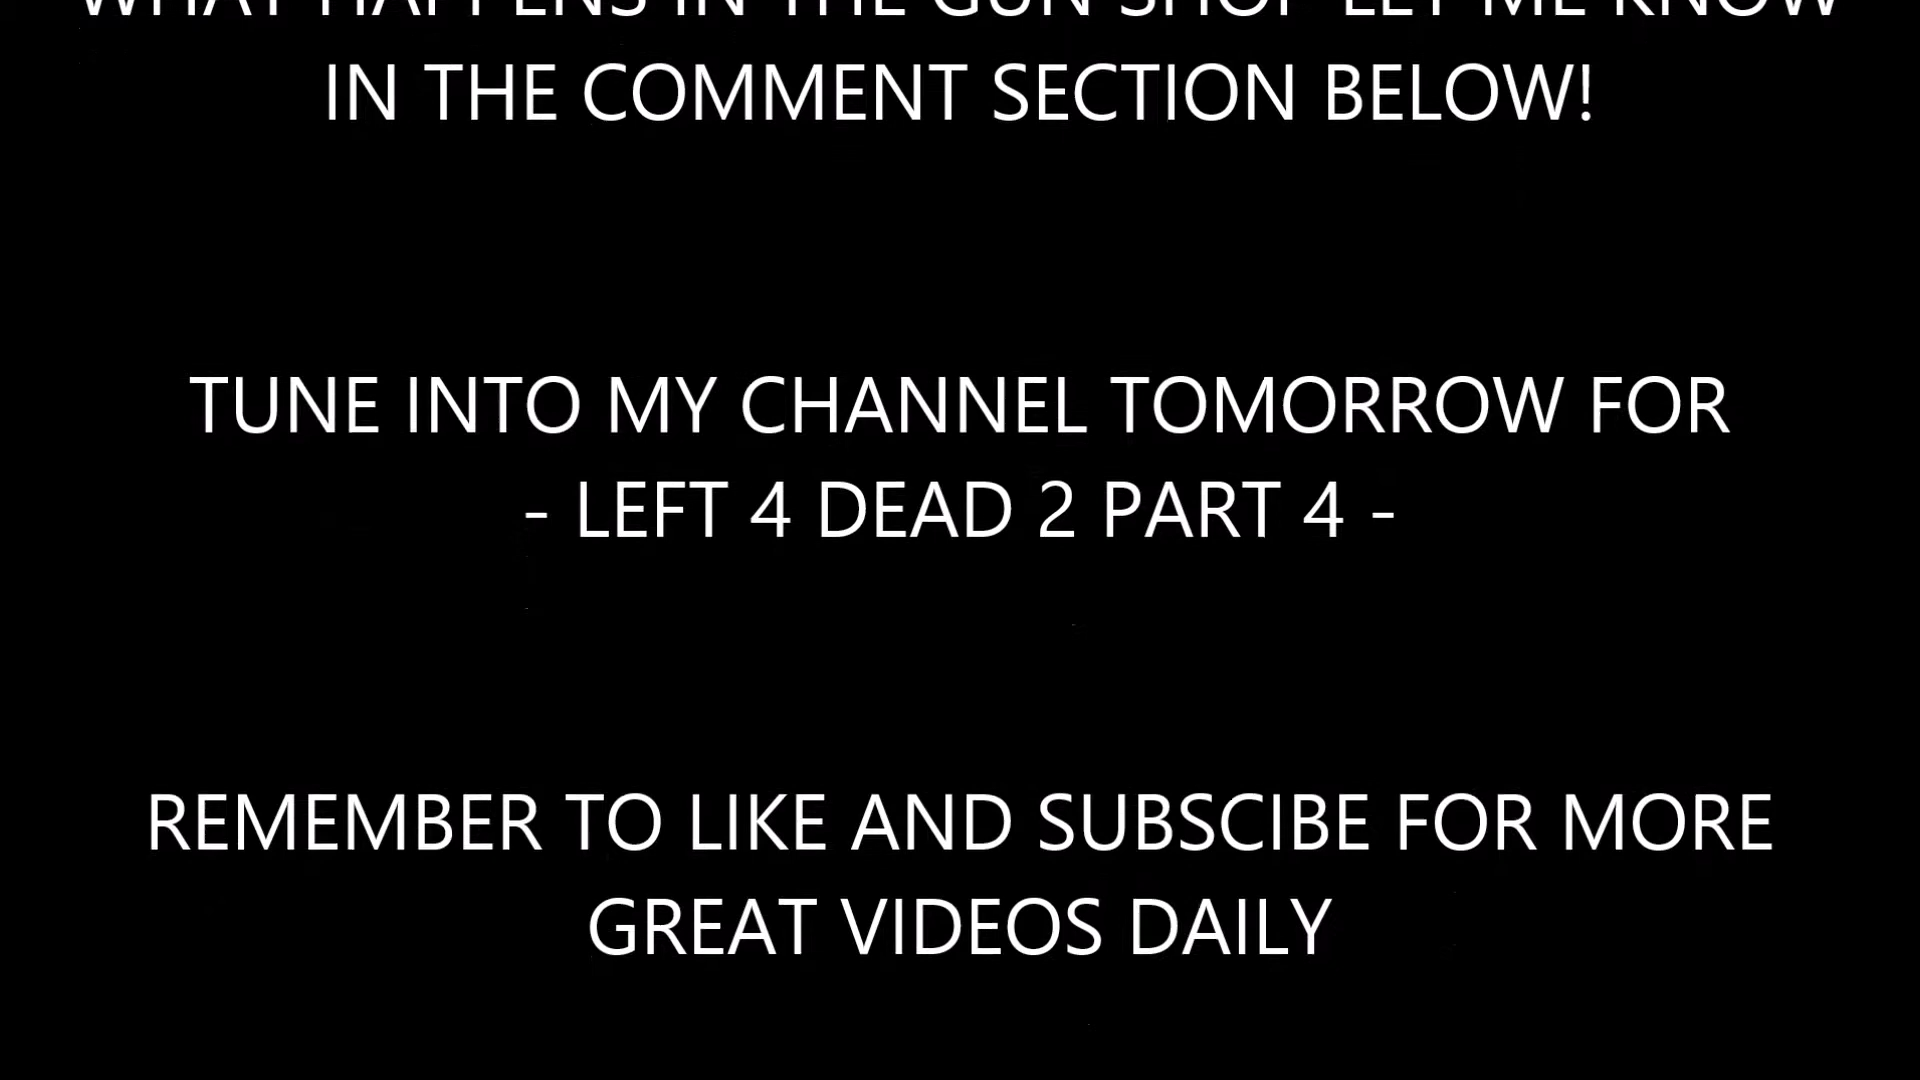 WHAT HAPPENS IN THE GUN SHOP LET ME KNOW
IN THE COMMENT SECTION BELOW!
TUNE INTO MY CHANNEL TOMORROW FOR
- LEFT 4 DEAD 2 PART 4 -
REMEMBER TO LIKE AND SUBSCIBE FOR MORE
GREAT VIDEOS DAILY